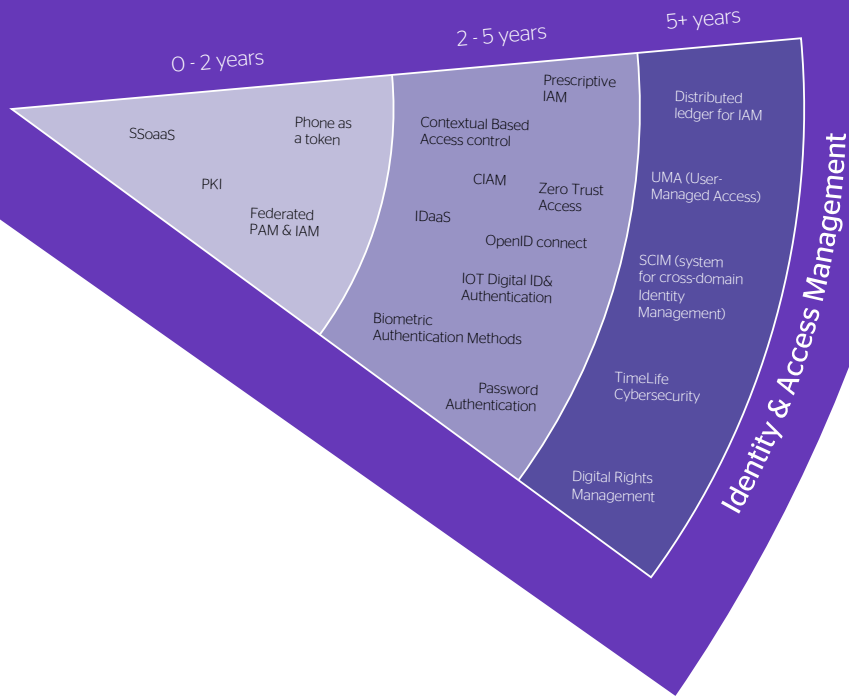 0 - 2 years
2 - 5 years
5+ years
SSoaaS
Phone as
a token
PKI
Federated
PAM & IAM
Prescriptive
IAM
Contextual Based
Access control
CIAM
Zero Trust
Access
IDaaS
OpenID connect
IOT Digital ID&
Authentication
Biometric
Authentication Methods
Password
Authentication
Distributed
ledger for IAM
UMA (User-
Managed Access)
SCIM (system
for cross-domain
Identity
Management)
TimeLife
Cybersecurity
Digital Rights
Management
Identity & Access Management